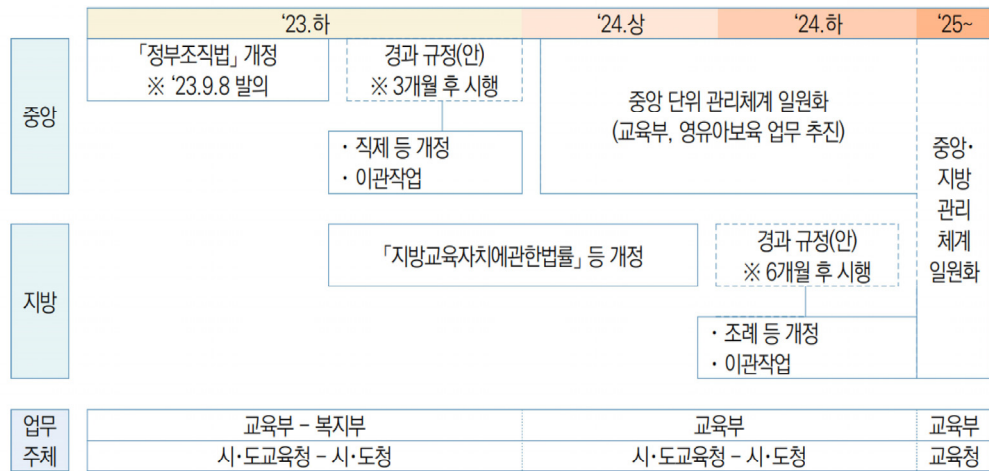 ‘23.하 ‘24.상 ‘24.하 ‘25~
중앙
「정부조직법」 개정
※ ‘23.9.8 발의
경과 규정(안)
※ 3개월 후 시행
· 직제 등 개정
· 이관작업
중앙 단위 관리체계 일원화
(교육부, 영유아보육 업무 추진)
중앙·
지방
관리
체계
일원화
지방
「지방교육자치에관한법률」 등 개정
경과 규정(안)
※ 6개월 후 시행
· 조례 등 개정
· 이관작업
업무
주체
교육부 – 복지부 교육부 교육부
시·도교육청 – 시·도청 시·도교육청 – 시·도청 교육청